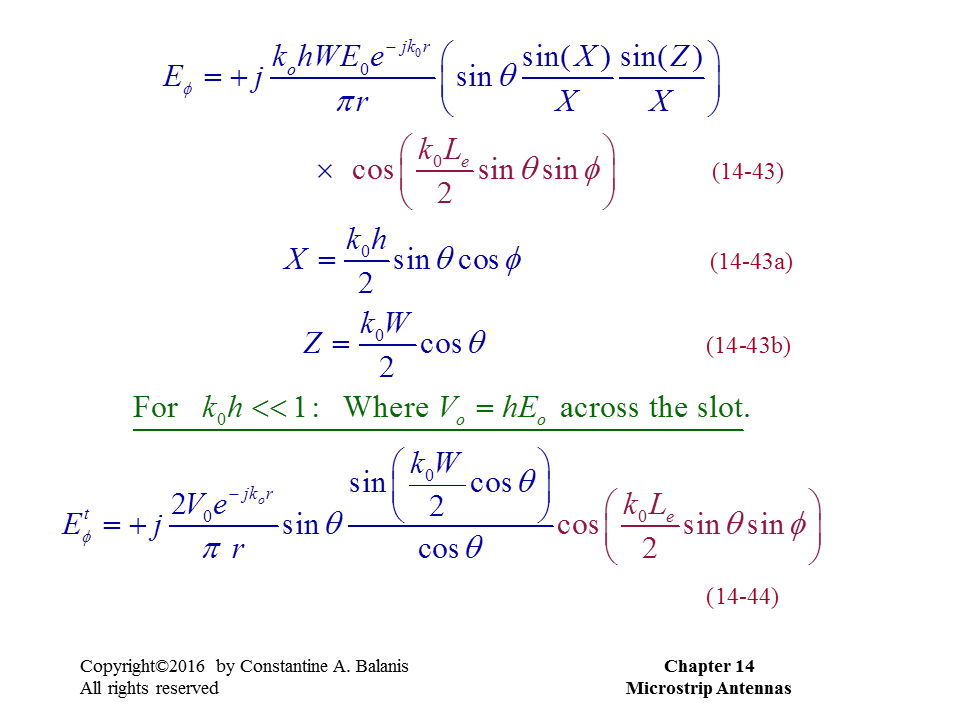 E_ϕ = + j (k_o h W E_0 e^{− jk_0 r} / π r) ( sin θ (sin( X ) / X) (sin( Z ) / X) )
× cos( (k_0 L_e / 2) sin θ sin ϕ ) (14-43)
X = (k_0 h / 2) sin θ cos ϕ (14-43a)
Z = (k_0 W / 2) cos θ (14-43b)
For k_0 h << 1 : Where V_o = hE_o across the slot.
E_ϕ^t = + j (2V_0 e^{− jk_o r} / π r) sin θ (sin( (k_0 W / 2) cos θ ) / cos θ) cos( (k_0 L_e / 2) sin θ sin ϕ )
(14-44)
Copyright©2016 by Constantine A. Balanis
All rights reserved
Chapter 14
Microstrip Antennas